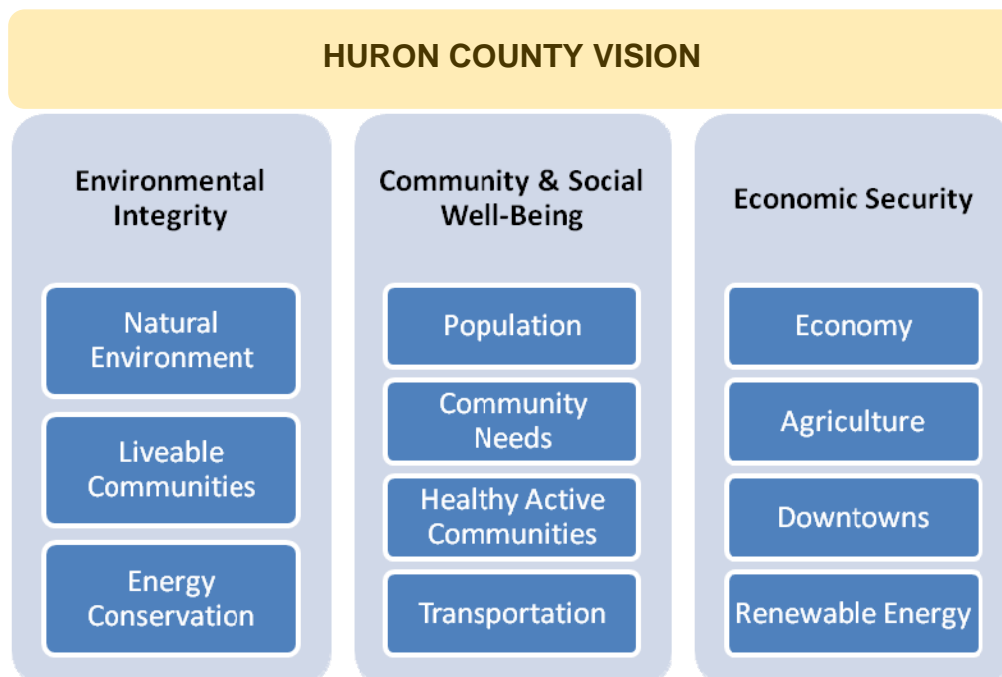 HURON COUNTY VISION
Environmental
Integrity
Natural
Environment
Liveable
Communities
Energy
Conservation
Community & Social
Well-Being
Population
Community
Needs
Healthy Active
Communities
Transportation
Economic Security
Economy
Agriculture
Downtowns
Renewable Energy